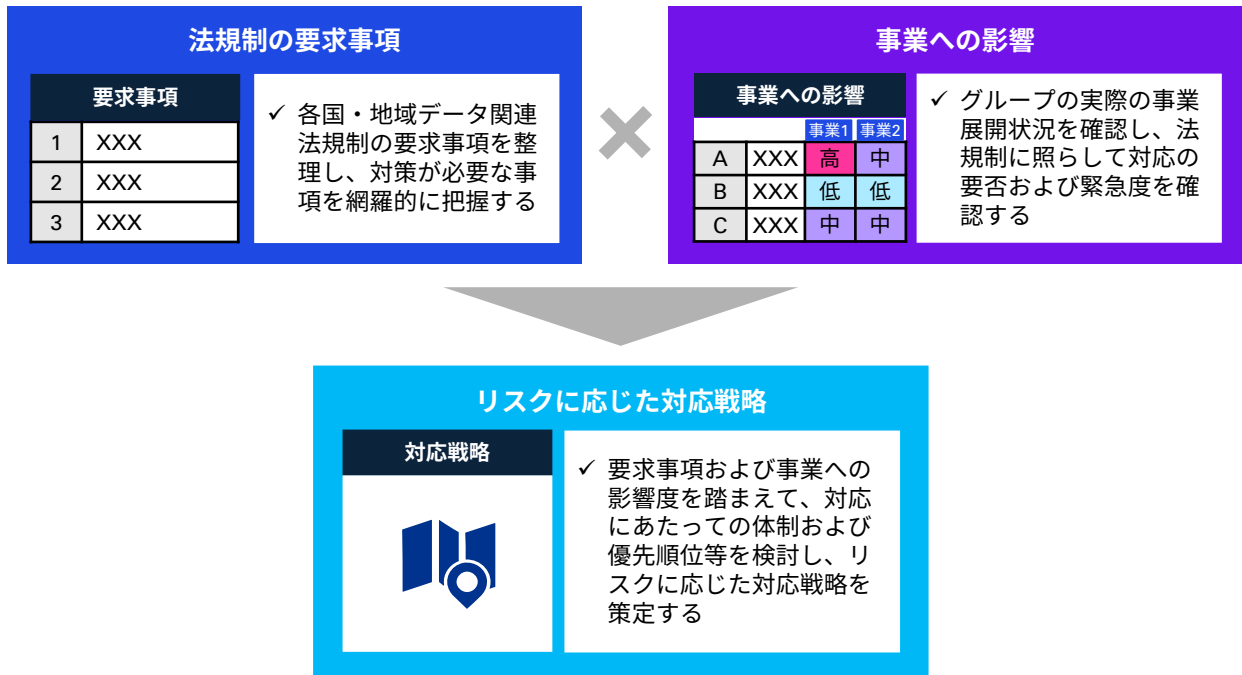 法規制の要求事項
要求事項
1 XXX
2 XXX
3 XXX
✓ 各国・地域データ関連
法規制の要求事項を整
理し、対策が必要な事
項を網羅的に把握する
事業への影響
事業への影響
事業1 事業2
A XXX 高 中
B XXX 低 低
C XXX 中 中
✓ グループの実際の事業
展開状況を確認し、法
規制に照らして対応の
要否および緊急度を確
認する
リスクに応じた対応戦略
対応戦略
✓ 要求事項および事業への
影響度を踏まえて、対応
にあたっての体制および
優先順位等を検討し、リ
スクに応じた対応戦略を
策定する